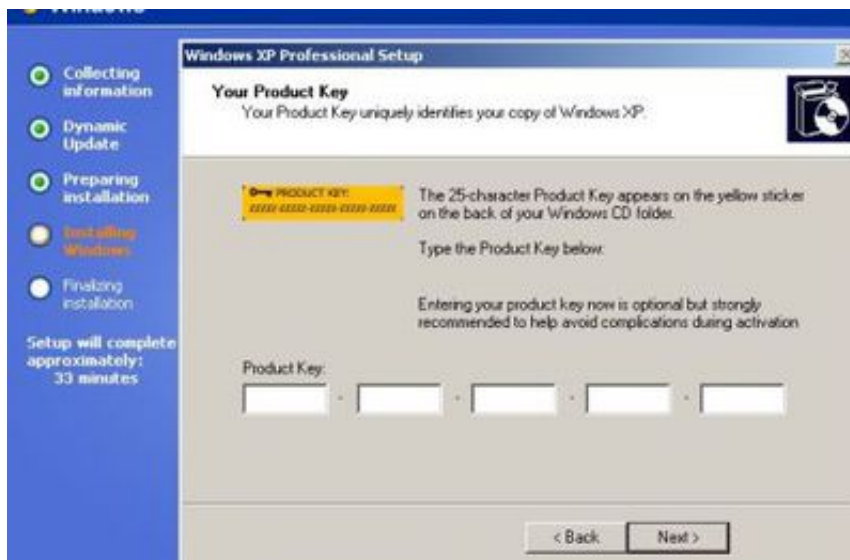 Windows XP Professional Setup
Collecting
information
Dynamic
Update
Preparing
installation
Installing
Windows
Finalizing
installation
Setup will complete
approximately:
33 minutes
Your Product Key
Your Product Key uniquely identifies your copy of Windows XP.
PRODUCT KEY:
The 25-character Product Key appears on the yellow sticker
on the back of your Windows CD folder.
Type the Product Key below:
Entering your product key now is optional but strongly
recommended to help avoid complications during activation
Product Key:
- - - -
< Back Next >